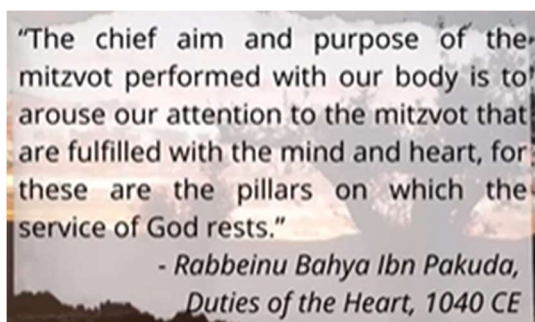 “The chief aim and purpose of the
mitzvot performed with our body is to
arouse our attention to the mitzvot that
are fulfilled with the mind and heart, for
these are the pillars on which the
service of God rests.”
- Rabbeinu Bahya Ibn Pakuda,
Duties of the Heart, 1040 CE